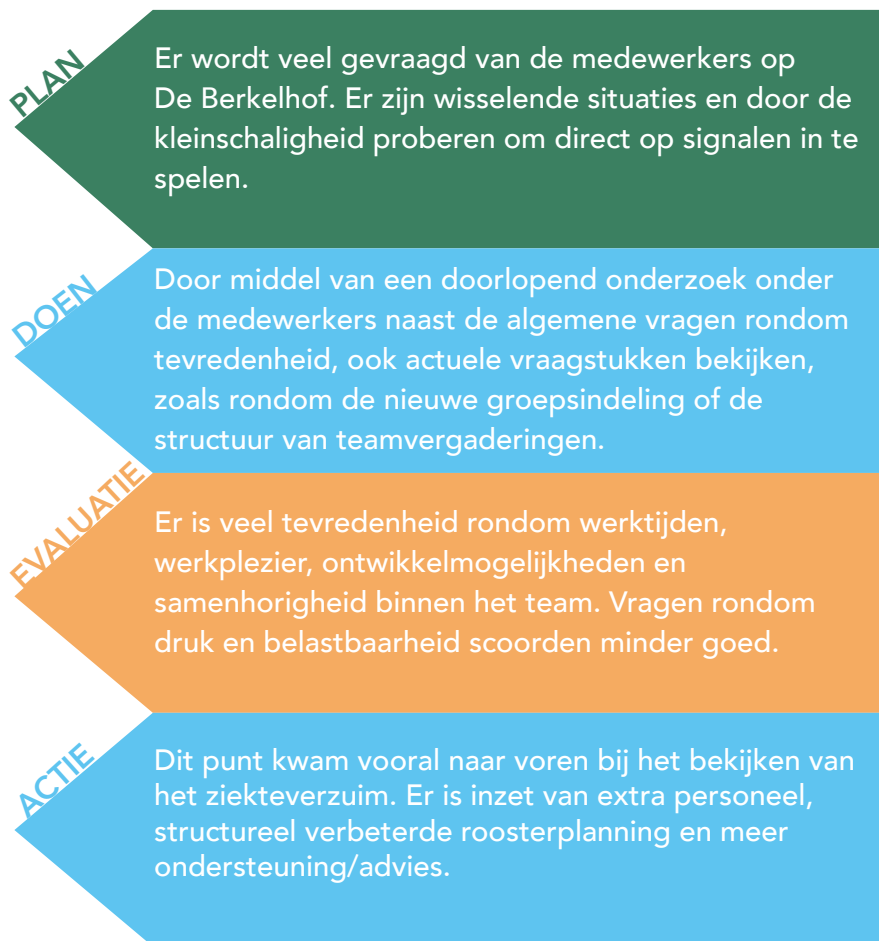 PLAN
Er wordt veel gevraagd van de medewerkers op
De Berkelhof. Er zijn wisselende situaties en door de
kleinschaligheid proberen om direct op signalen in te
spelen.
DOEN
Door middel van een doorlopend onderzoek onder
de medewerkers naast de algemene vragen rondom
tevredenheid, ook actuele vraagstukken bekijken,
zoals rondom de nieuwe groepsindeling of de
structuur van teamvergaderingen.
EVALUATIE
Er is veel tevredenheid rondom werktijden,
werkplezier, ontwikkelmogelijkheden en
samenhorigheid binnen het team. Vragen rondom
druk en belastbaarheid scoorden minder goed.
ACTIE
Dit punt kwam vooral naar voren bij het bekijken van
het ziekteverzuim. Er is inzet van extra personeel,
structureel verbeterde roosterplanning en meer
ondersteuning/advies.